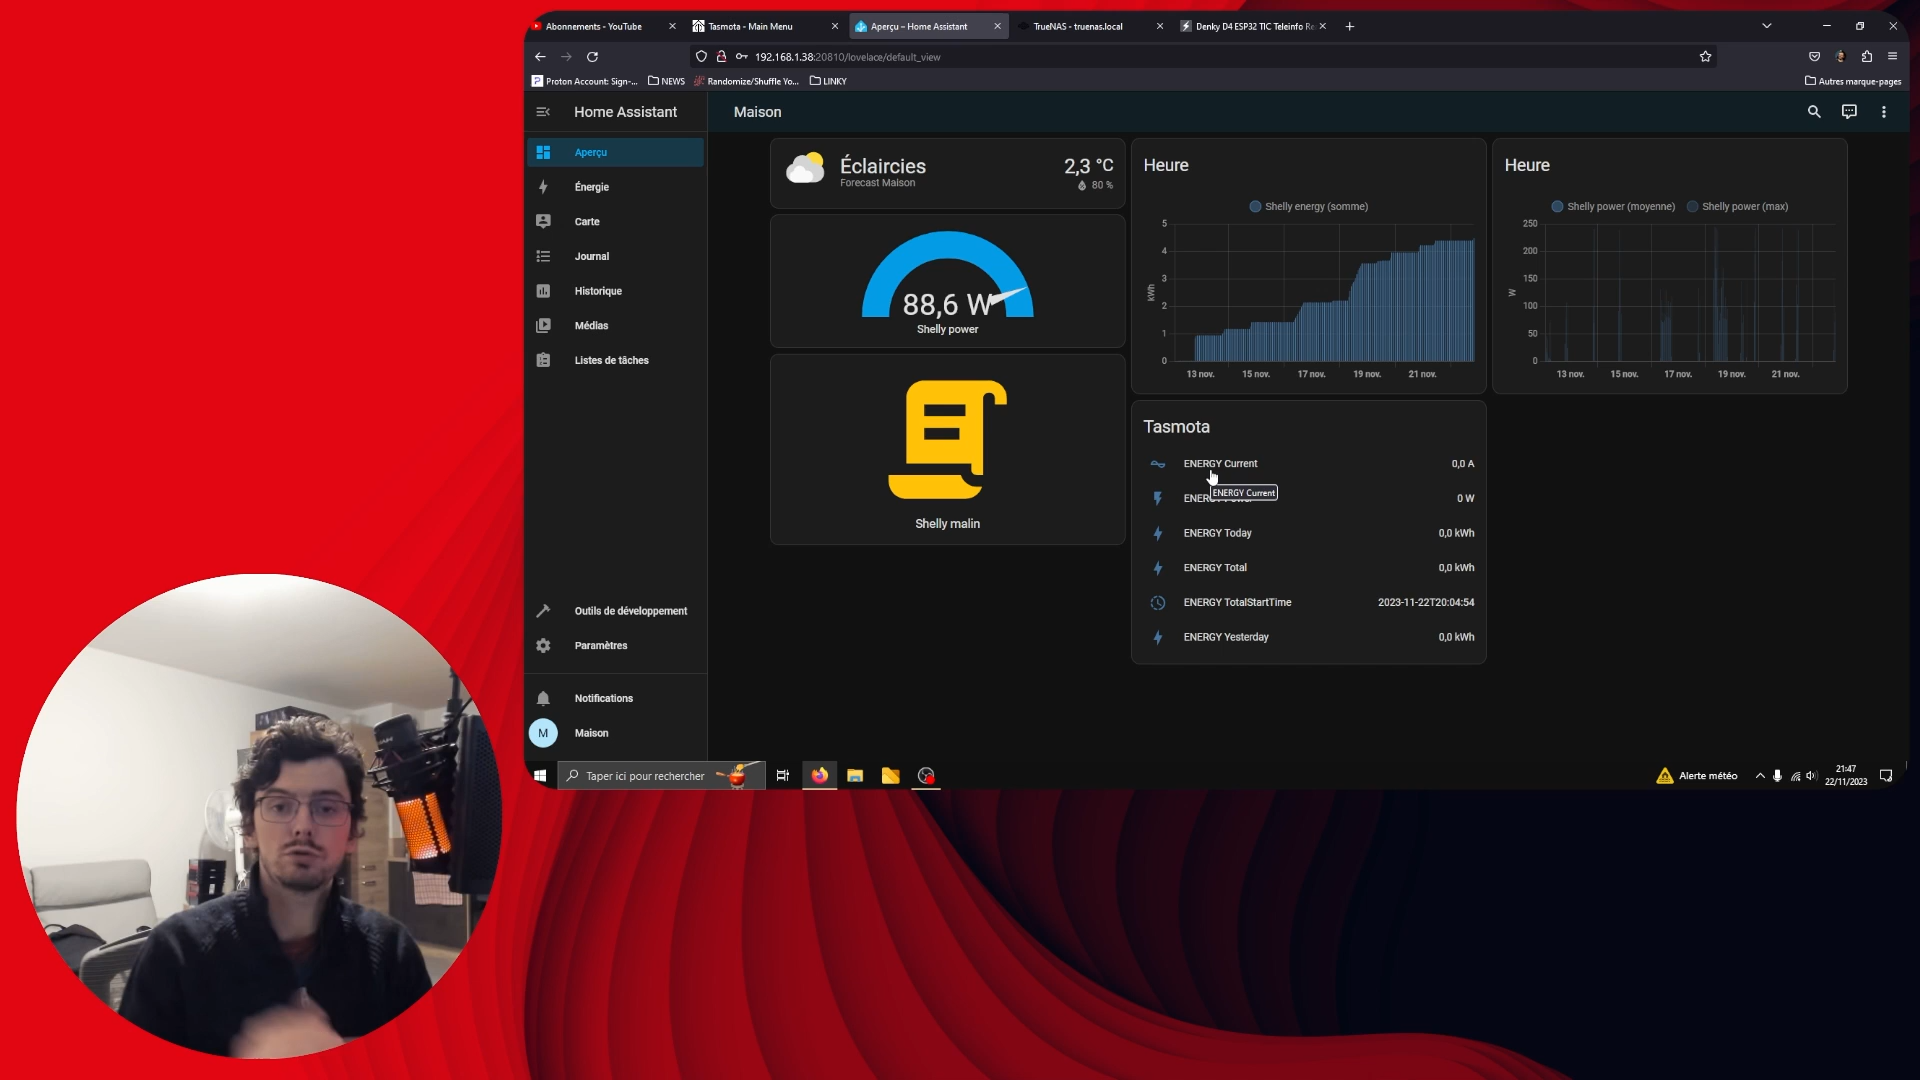 Abonnements - YouTube
Tasmota - Main Menu
Aperçu – Home Assistant
TrueNAS - truenas.local
Denky D4 ESP32 TIC Teleinfo Re
192.168.1.38:20810/lovelace/default_view
Proton Account: Sign-...
NEWS
Randomize/Shuffle Yo...
LINKY
Autres marque-pages
Home Assistant
Maison
Aperçu
Énergie
Carte
Journal
Historique
Médias
Listes de tâches
Outils de développement
Paramètres
Notifications
M
Maison
Éclaircies
Forecast Maison
2,3 °C
80 %
88,6 W
Shelly power
Shelly malin
Heure
Shelly energy (somme)
kWh
5
4
3
2
1
0
13 nov.
15 nov.
17 nov.
19 nov.
21 nov.
Heure
Shelly power (moyenne)
Shelly power (max)
W
250
200
150
100
50
0
13 nov.
15 nov.
17 nov.
19 nov.
21 nov.
Tasmota
ENERGY Current
0,0 A
ENERGY Current
0 W
ENERGY Today
0,0 kWh
ENERGY Total
0,0 kWh
ENERGY TotalStartTime
2023-11-22T20:04:54
ENERGY Yesterday
0,0 kWh
Taper ici pour rechercher
Alerte météo
21:47
22/11/2023